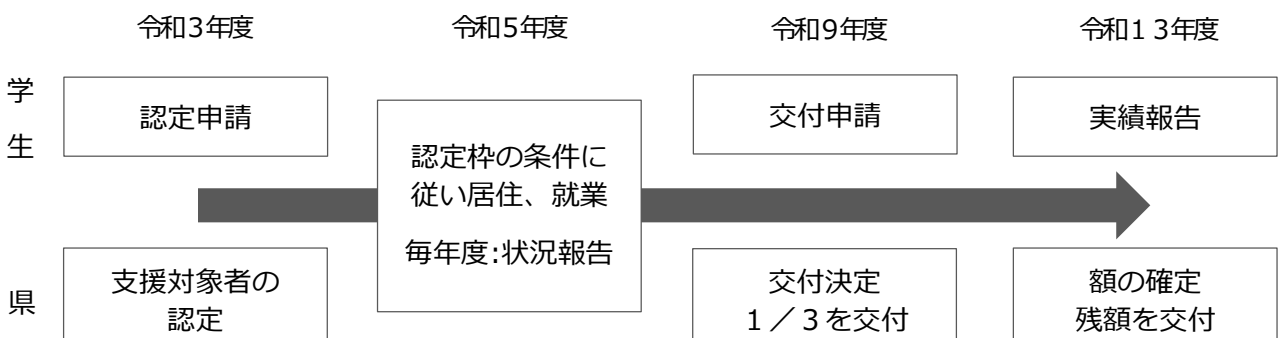 令和3年度
令和5年度
令和9年度
令和13年度
学生
認定申請
認定枠の条件に
従い居住、就業
毎年度:状況報告
交付申請
実績報告
県
支援対象者の
認定
交付決定
1/3を交付
額の確定
残額を交付